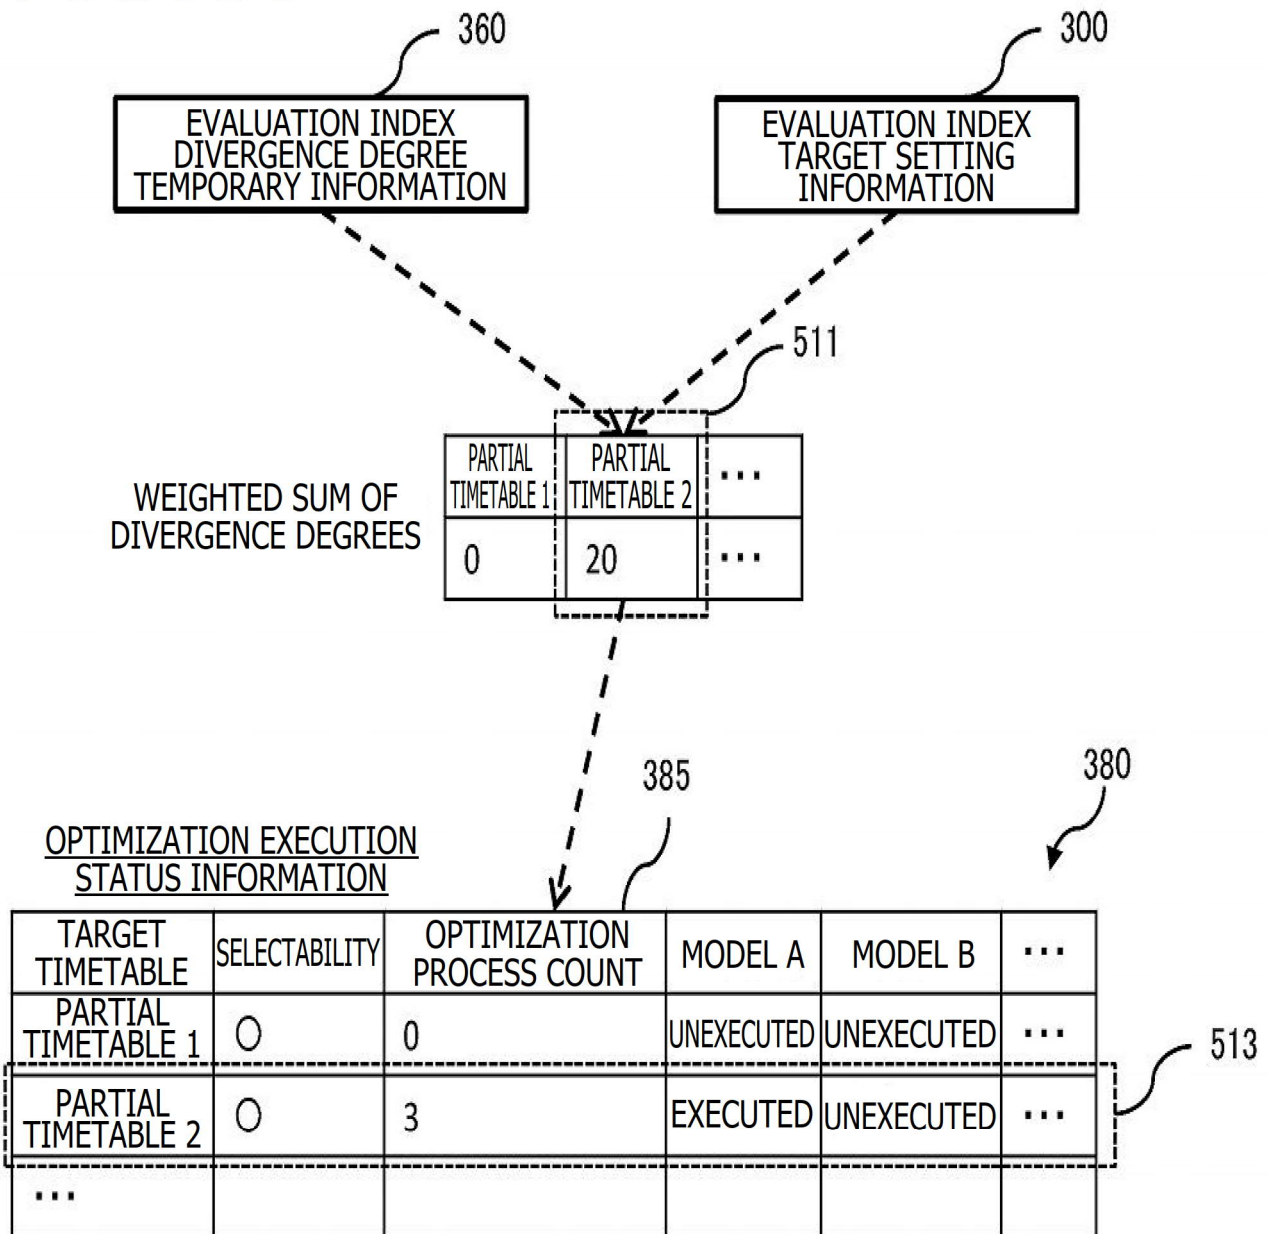 360
300
EVALUATION INDEX
DIVERGENCE DEGREE
TEMPORARY INFORMATION
EVALUATION INDEX
TARGET SETTING
INFORMATION
511
WEIGHTED SUM OF
DIVERGENCE DEGREES
PARTIAL
TIMETABLE 1
PARTIAL
TIMETABLE 2
...
0
20
...
385
380
OPTIMIZATION EXECUTION
STATUS INFORMATION
TARGET
TIMETABLE
SELECTABILITY
OPTIMIZATION
PROCESS COUNT
MODEL A
MODEL B
...
PARTIAL
TIMETABLE 1
○
0
UNEXECUTED
UNEXECUTED
...
513
PARTIAL
TIMETABLE 2
○
3
EXECUTED
UNEXECUTED
...
...